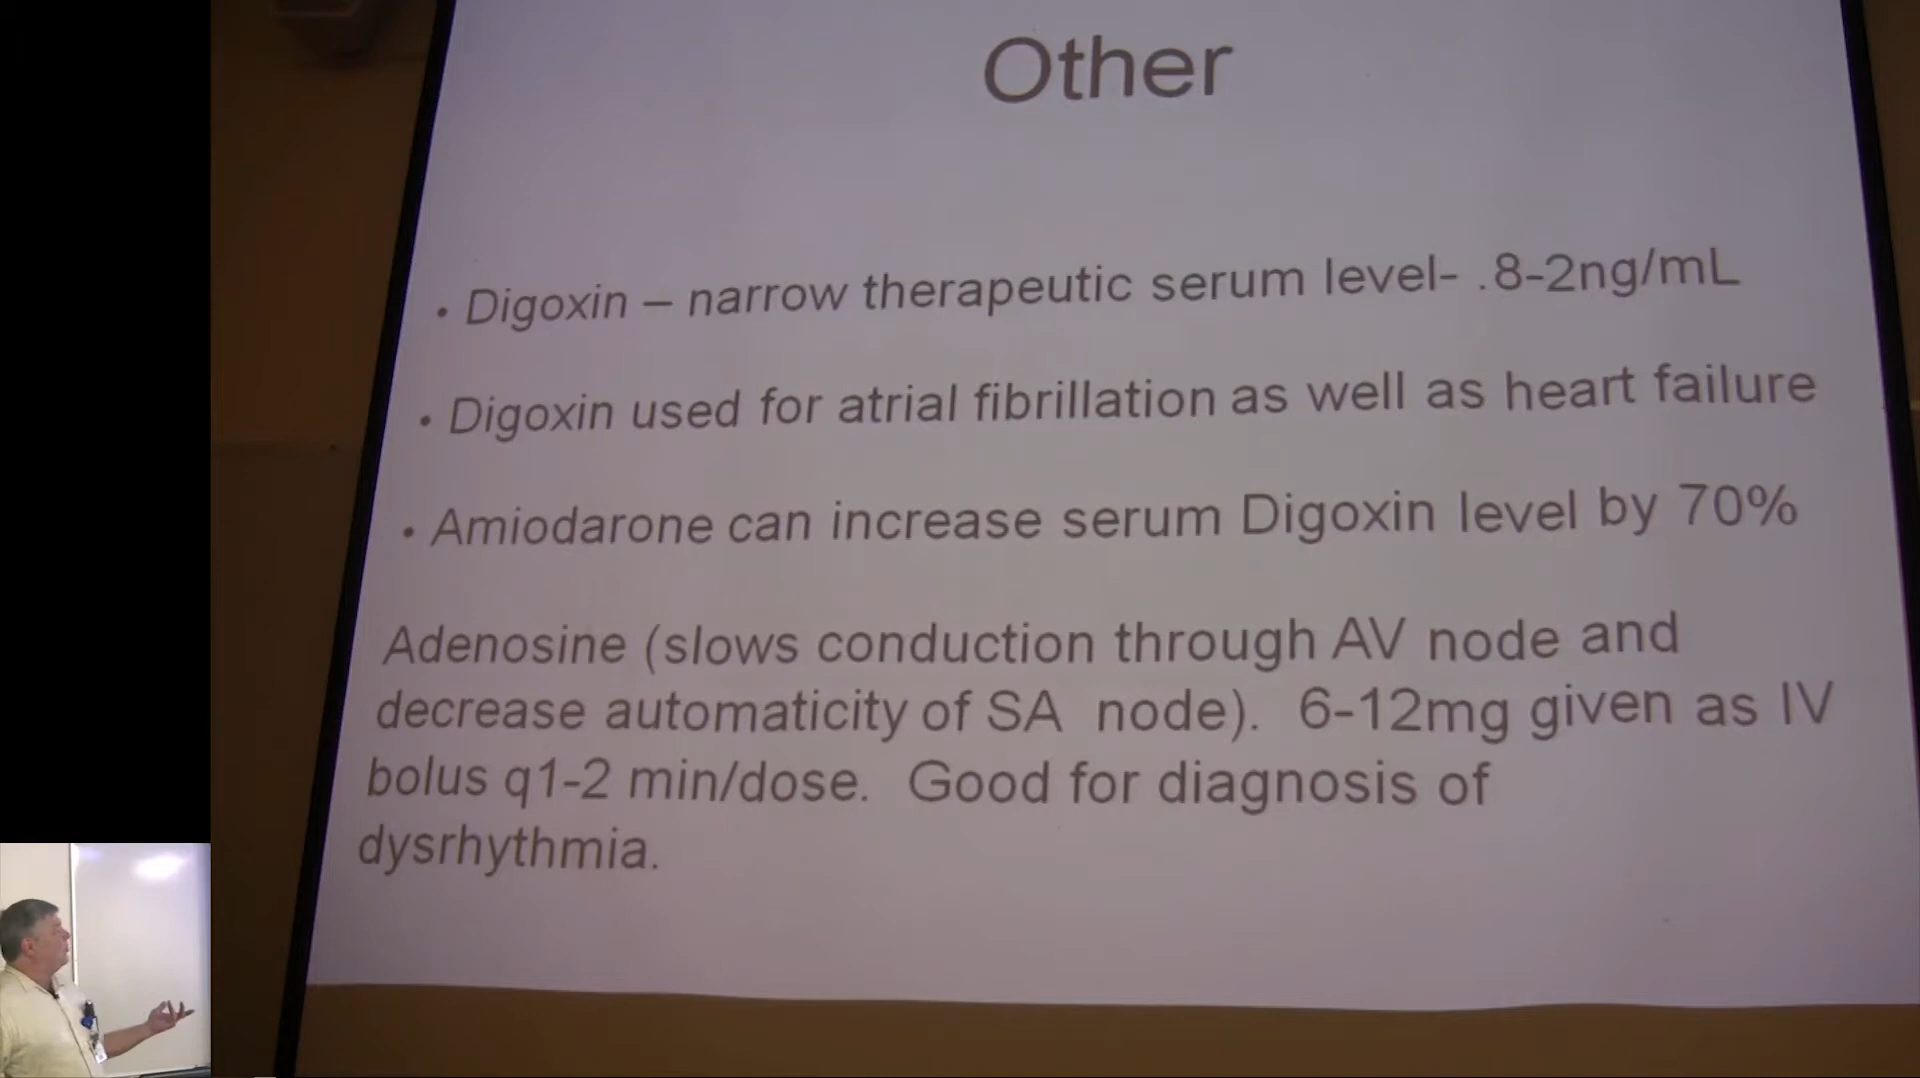 Other
• Digoxin – narrow therapeutic serum level- .8-2ng/mL
• Digoxin used for atrial fibrillation as well as heart failure
• Amiodarone can increase serum Digoxin level by 70%
Adenosine (slows conduction through AV node and
decrease automaticity of SA node). 6-12mg given as IV
bolus q1-2 min/dose. Good for diagnosis of
dysrhythmia.